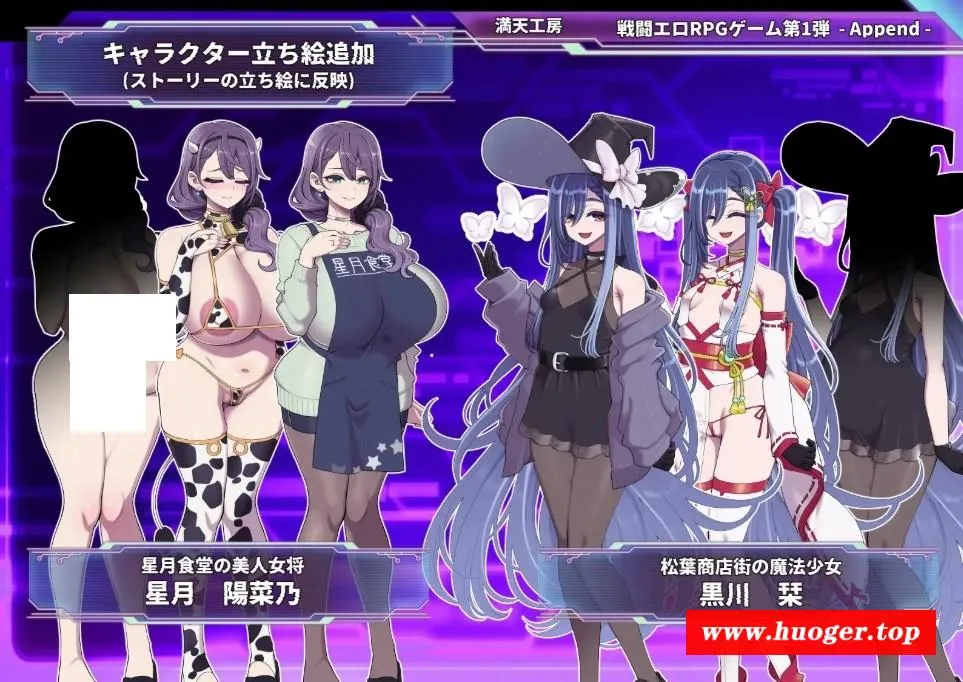 満天工房
戦闘エロRPGゲーム第1弾 - Append -
キャラクター立ち絵追加
(ストーリーの立ち絵に反映)
星月食堂
星月食堂の美人女将
星月 陽菜乃
松葉商店街の魔法少女
黒川 栞
www.huoger.top